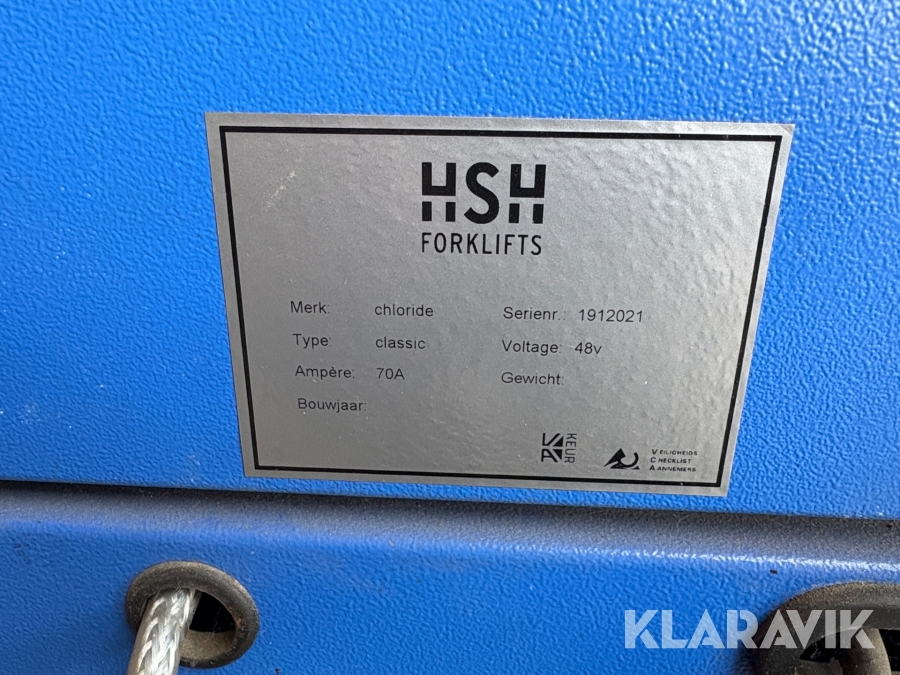 HSH
FORKLIFTS
Merk: chloride
Serienr.: 1912021
Type: classic
Voltage: 48v
Ampère: 70A
Gewicht:
Bouwjaar:
VA
KEUR
VEILIGHEIDS
CHECKLIST
AANNEMERS
KLARAVIK